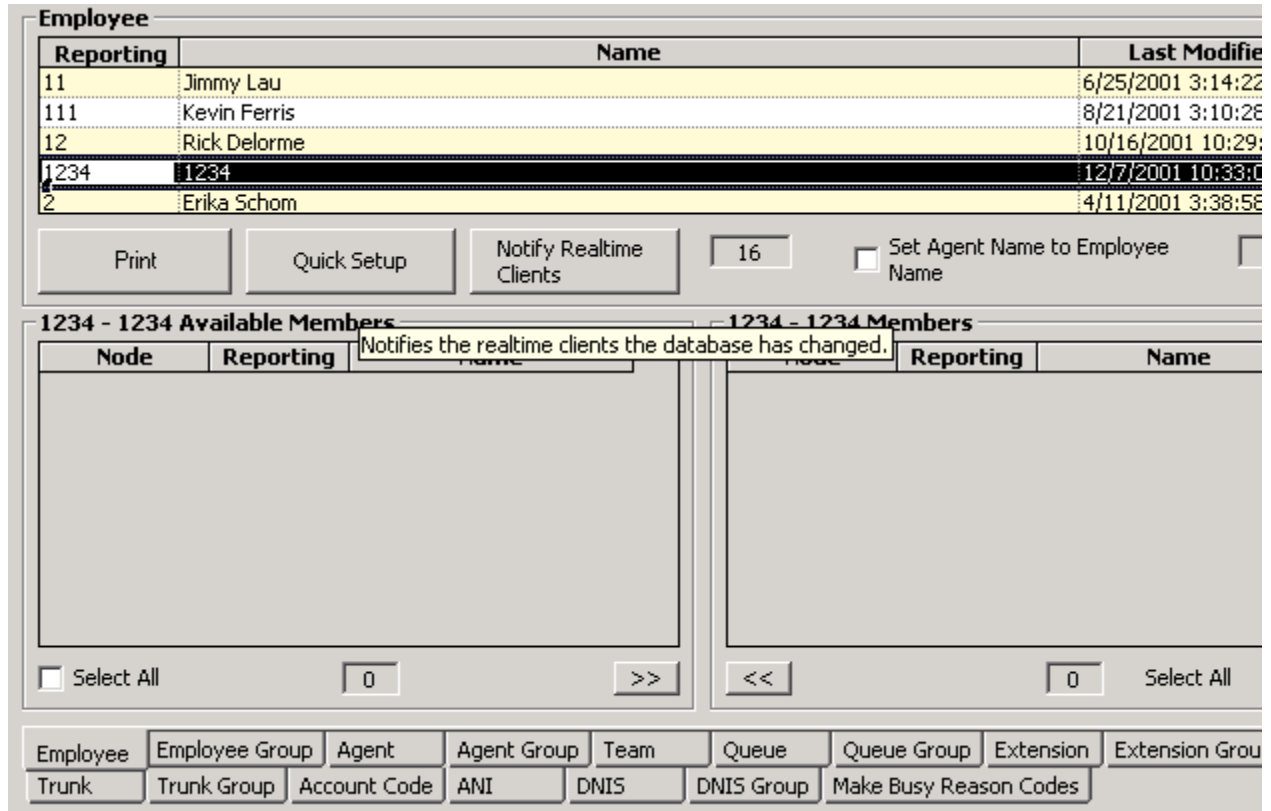 Employee
Reporting Name Last Modifie
11 Jimmy Lau 6/25/2001 3:14:22
111 Kevin Ferris 8/21/2001 3:10:28
12 Rick Delorme 10/16/2001 10:29:
1234 1234 12/7/2001 10:33:0
2 Erika Schom 4/11/2001 3:38:58
Print Quick Setup Notify Realtime Clients 16 Set Agent Name to Employee Name
1234 - 1234 Available Members 1234 - 1234 Members
Notifies the realtime clients the database has changed.
Node Reporting Name Node Reporting Name
Select All 0 >> << 0 Select All
Employee Employee Group Agent Agent Group Team Queue Queue Group Extension Extension Grou
Trunk Trunk Group Account Code ANI DNIS DNIS Group Make Busy Reason Codes